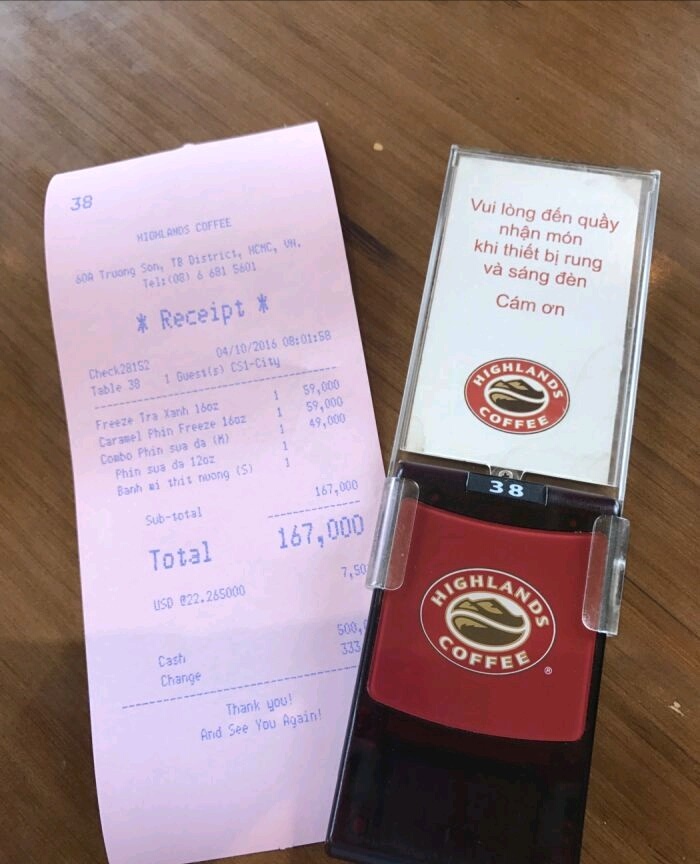 38
HIGHLANDS COFFEE
60A Truong Son, TB District, HCMC, VN.
Tel:(08) 6 681 5601
* Receipt *
04/10/2016 08:01:58
Check28152
Table 38 1 Guest(s) CS1-City
Freeze Tra Xanh 16oz 1 59,000
Caramel Phin Freeze 16oz 1 59,000
Combo Phin sua da (M) 1 49,000
Phin sua da 12oz 1
Banh mi thit nuong (S) 1
Sub-total 167,000
Total 167,000
USD @22.265000 7,50
Cash 500,
Change 333
Thank you!
And See You Again!
Vui lòng đến quầy
nhận món
khi thiết bị rung
và sáng đèn
Cám ơn
HIGHLANDS
COFFEE
38
HIGHLANDS
COFFEE
®